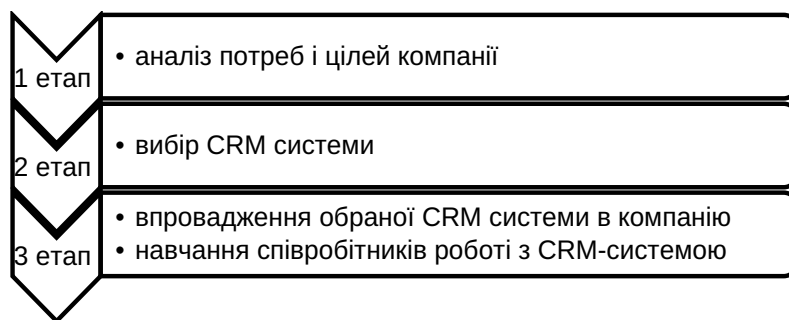 1 етап
• аналіз потреб і цілей компанії
2 етап
• вибір CRM системи
3 етап
• впровадження обраної CRM системи в компанію
• навчання співробітників роботі з CRM-системою